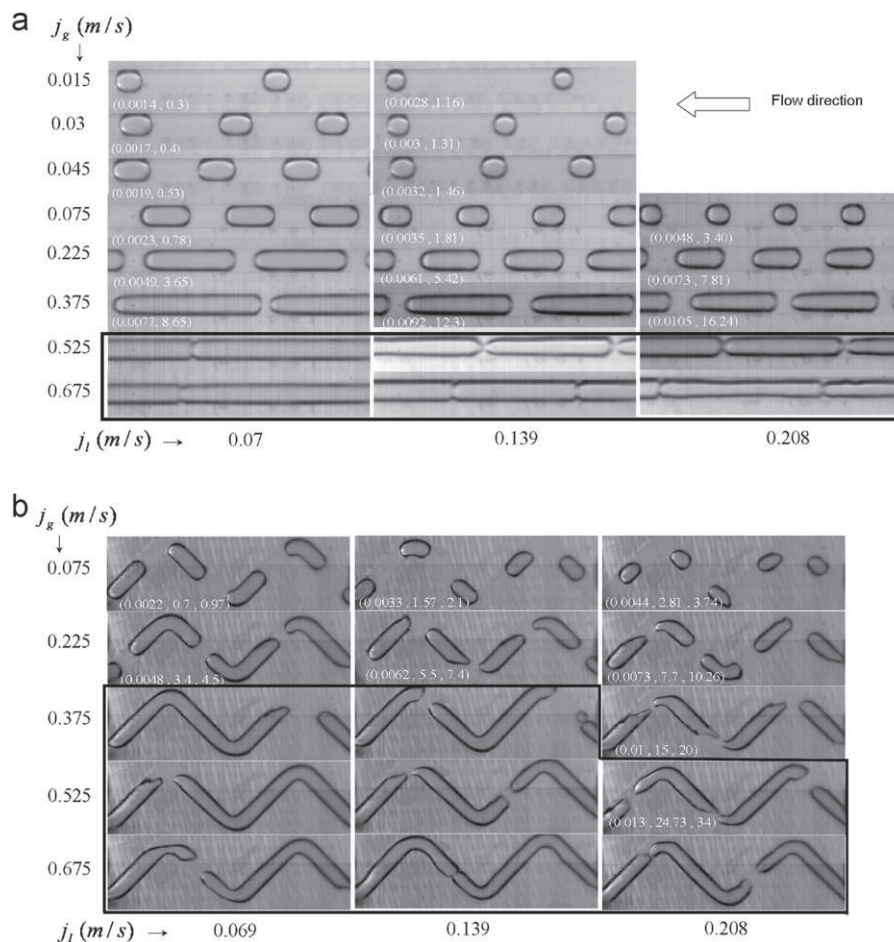 a
j_g (m/s)
↓
0.015
(0.0014 , 0.3)
(0.0028 , 1.16)
Flow direction
0.03
(0.0017, 0.4)
(0.003 , 1.31)
0.045
(0.0019, 0.53)
(0.0032 , 1.46)
0.075
(0.0023, 0.78)
(0.0035 , 1.81)
(0.0048 , 3.40)
0.225
(0.0049, 3.65)
(0.0061 , 5.42)
(0.0073 , 7.81)
0.375
(0.0077, 8.65)
(0.0092 , 12.3)
(0.0105 , 16.24)
0.525
0.675
j_l (m/s) → 0.07 0.139 0.208
b
j_g (m/s)
↓
0.075
(0.0022 , 0.7 , 0.97)
(0.0033 , 1.57 , 2.1)
(0.0044 , 2.81 , 3.74)
0.225
(0.0048 , 3.4 , 4.5)
(0.0062 , 5.5 , 7.4)
(0.0073 , 7.7 , 10.26)
0.375
(0.01 , 15 , 20)
0.525
(0.013 , 24.73 , 34)
0.675
j_l (m/s) → 0.069 0.139 0.208